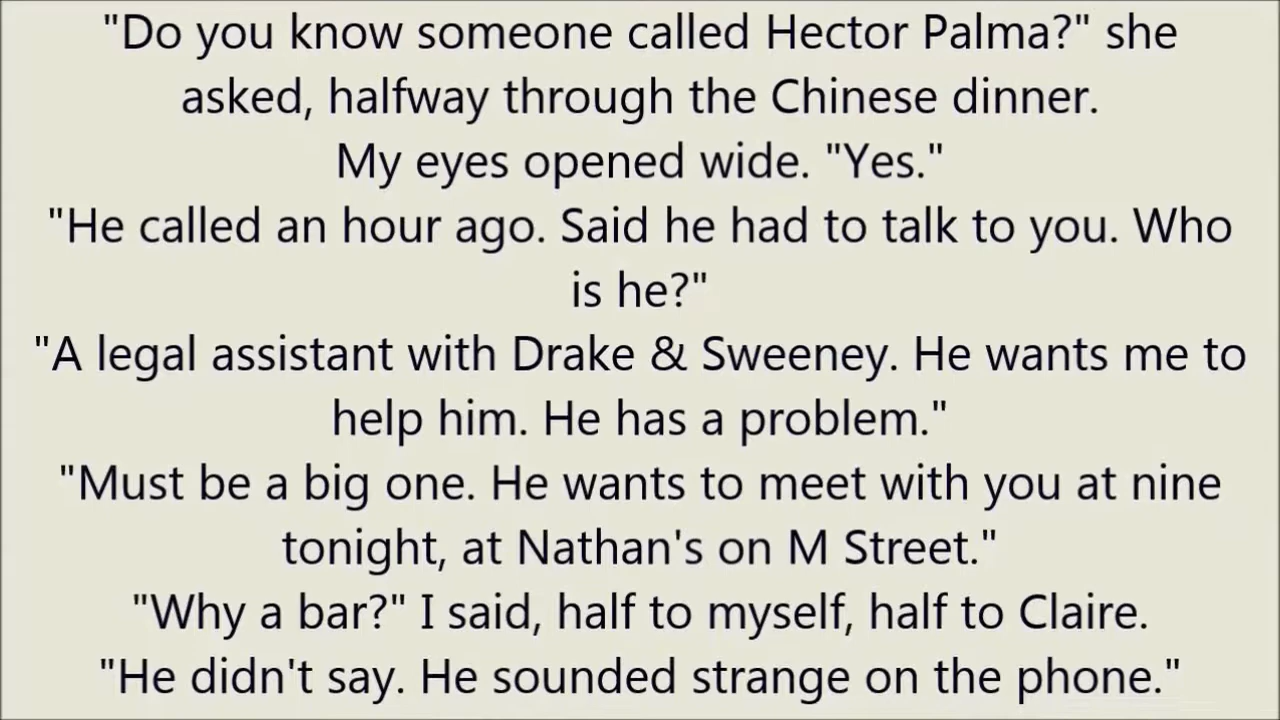 "Do you know someone called Hector Palma?" she
asked, halfway through the Chinese dinner.
My eyes opened wide. "Yes."
"He called an hour ago. Said he had to talk to you. Who
is he?"
"A legal assistant with Drake & Sweeney. He wants me to
help him. He has a problem."
"Must be a big one. He wants to meet with you at nine
tonight, at Nathan's on M Street."
"Why a bar?" I said, half to myself, half to Claire.
"He didn't say. He sounded strange on the phone."